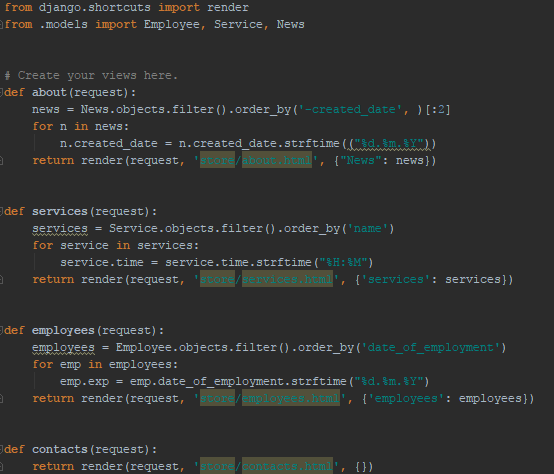 from django.shortcuts import render
from .models import Employee, Service, News
# Create your views here.
def about(request):
    news = News.objects.filter().order_by('-created_date', )[:2]
    for n in news:
        n.created_date = n.created_date.strftime(("%d.%m.%Y"))
    return render(request, 'store/about.html', {"News": news})
def services(request):
    services = Service.objects.filter().order_by('name')
    for service in services:
        service.time = service.time.strftime("%H:%M")
    return render(request, 'store/services.html', {'services': services})
def employees(request):
    employees = Employee.objects.filter().order_by('date_of_employment')
    for emp in employees:
        emp.exp = emp.date_of_employment.strftime("%d.%m.%Y")
    return render(request, 'store/employees.html', {'employees': employees})
def contacts(request):
    return render(request, 'store/contacts.html', {})